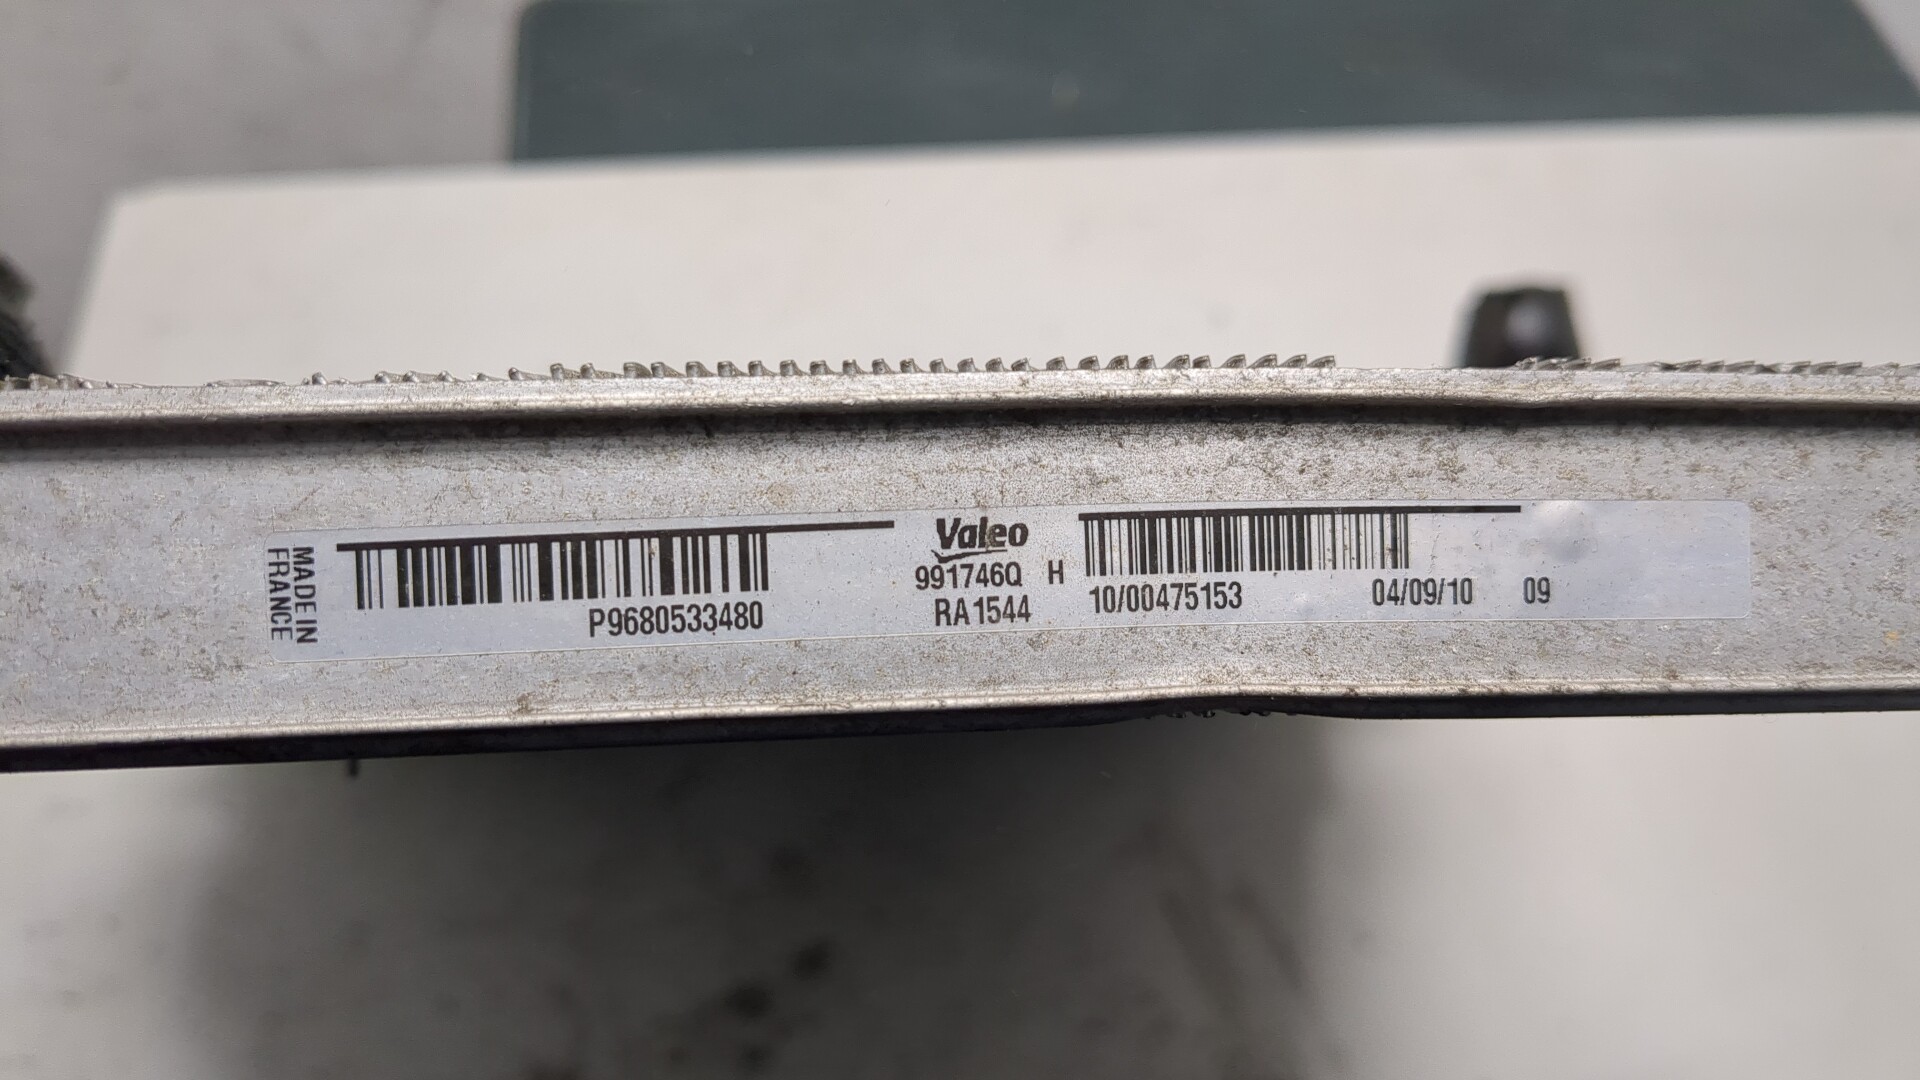 MADE IN
FRANCE
P9680533480
Valeo
991746Q H
RA1544
10/00475153 04/09/10 09